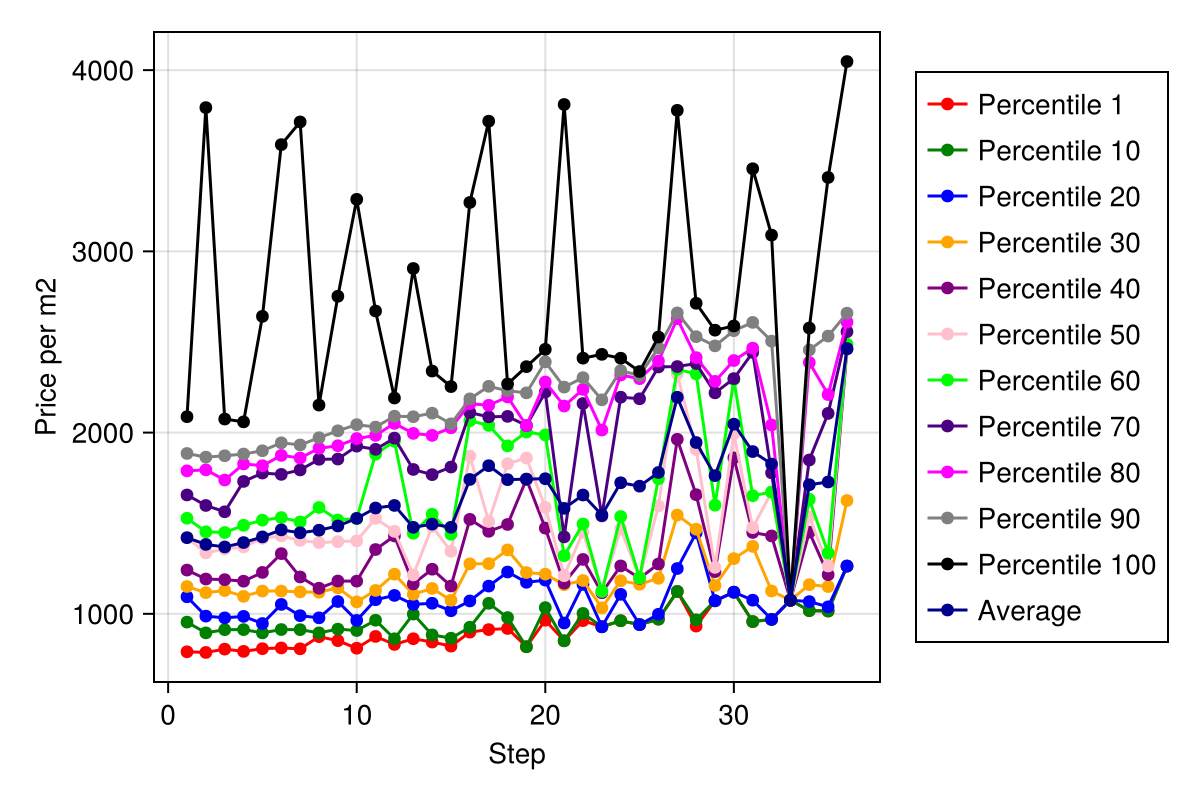 4000
3000
2000
1000
Price per m2
0 10 20 30
Step
Percentile 1
Percentile 10
Percentile 20
Percentile 30
Percentile 40
Percentile 50
Percentile 60
Percentile 70
Percentile 80
Percentile 90
Percentile 100
Average